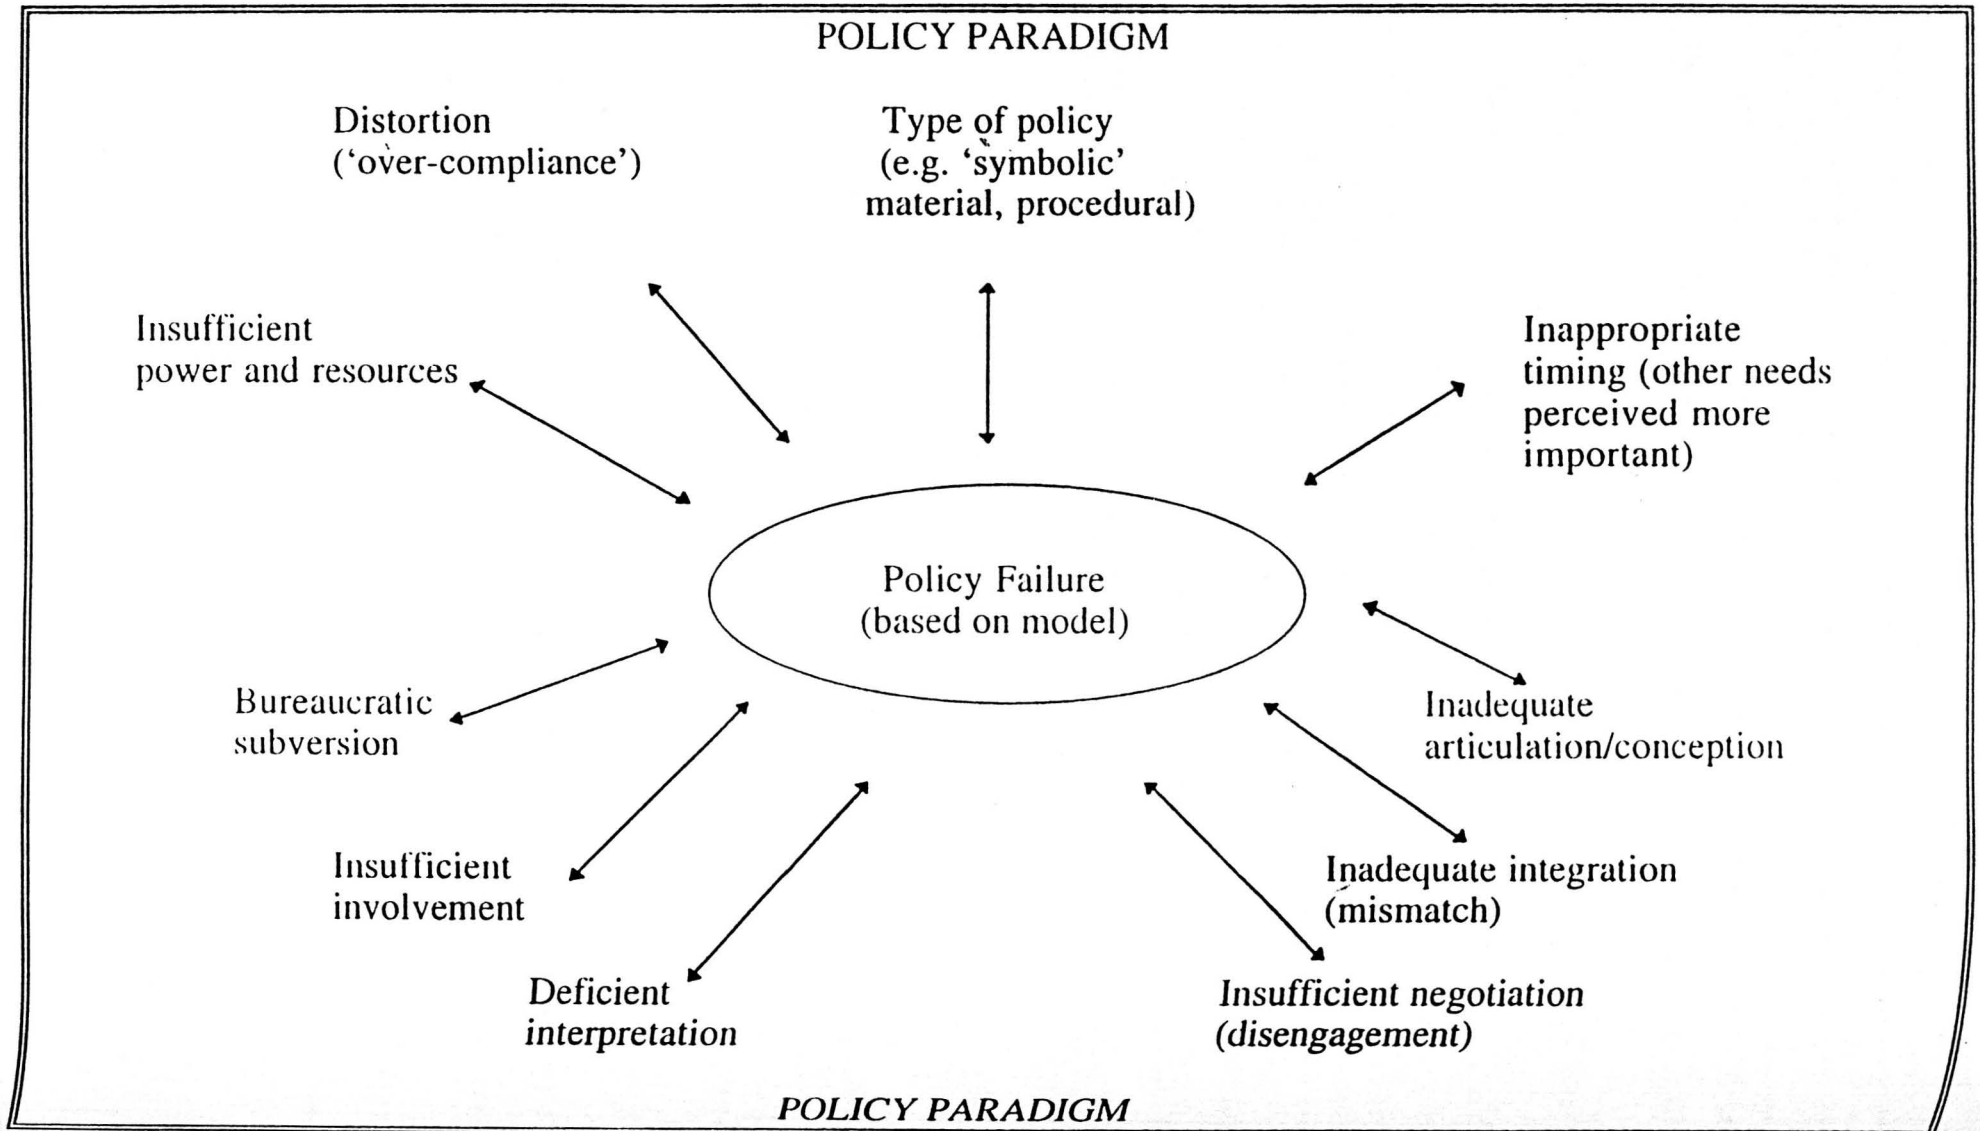 POLICY PARADIGM
Distortion
('over-compliance')
Type of policy
(e.g. 'symbolic'
material, procedural)
Insufficient
power and resources
Inappropriate
timing (other needs
perceived more
important)
Policy Failure
(based on model)
Bureaucratic
subversion
Inadequate
articulation/conception
Insufficient
involvement
Inadequate integration
(mismatch)
Deficient
interpretation
Insufficient negotiation
(disengagement)
POLICY PARADIGM